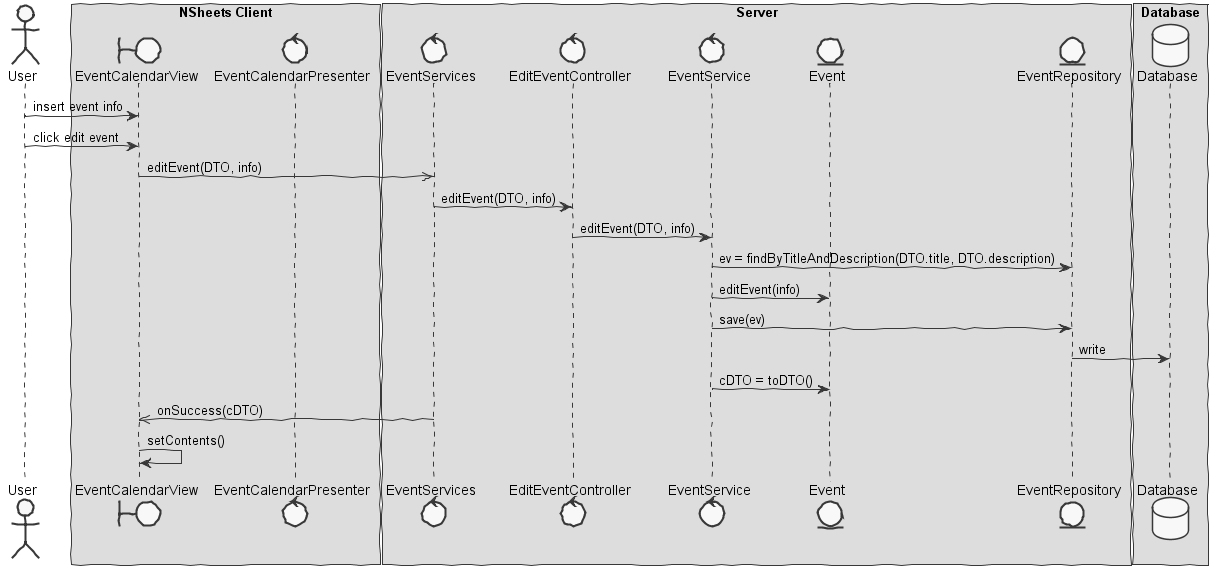 NSheets Client
Server
Database
User
EventCalendarView
EventCalendarPresenter
EventServices
EditEventController
EventService
Event
EventRepository
Database
insert event info
click edit event
editEvent(DTO, info)
editEvent(DTO, info)
editEvent(DTO, info)
ev = findByTitleAndDescription(DTO.title, DTO.description)
editEvent(info)
save(ev)
write
cDTO = toDTO()
onSuccess(cDTO)
setContents()
User
EventCalendarView
EventCalendarPresenter
EventServices
EditEventController
EventService
Event
EventRepository
Database